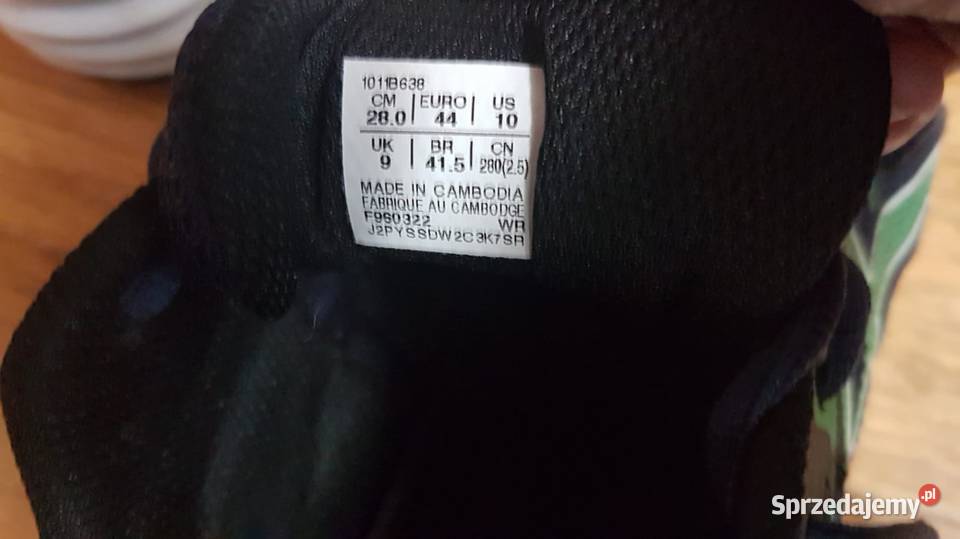 1011B638
CM | EURO | US
28.0 | 44 | 10
UK | BR | CN
9 | 41.5 | 280(2.5)
MADE IN CAMBODIA
FABRIQUE AU CAMBODGE
F960322 WR
J2PYSSDW2C3K7SR
Sprzedajemy.pl